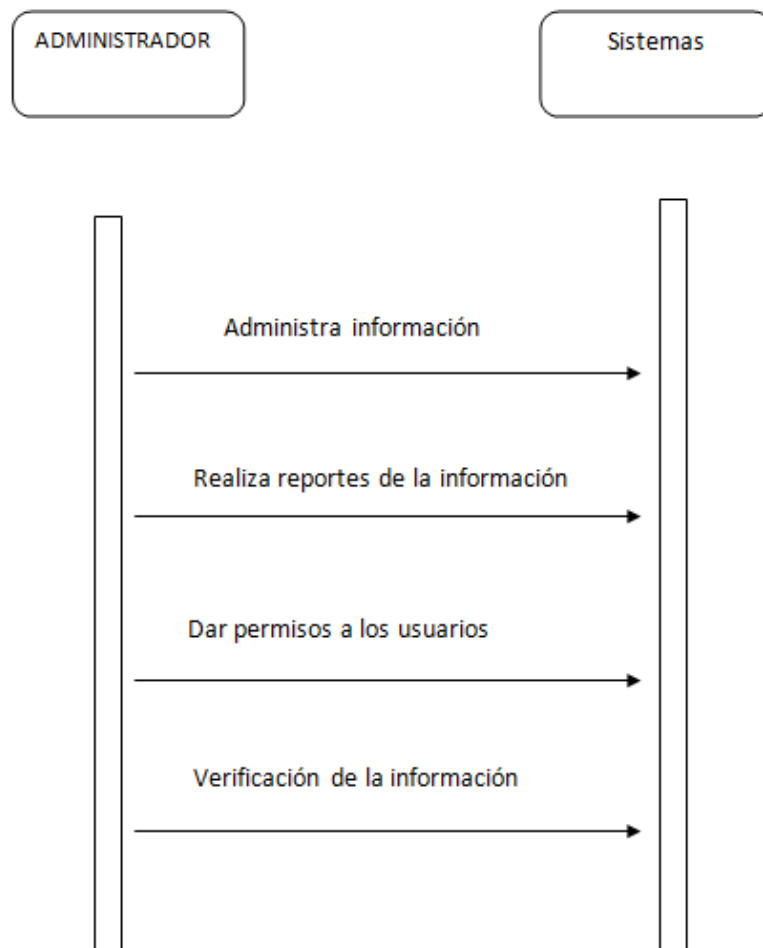 ADMINISTRADOR
Sistemas
Administra información
Realiza reportes de la información
Dar permisos a los usuarios
Verificación de la información